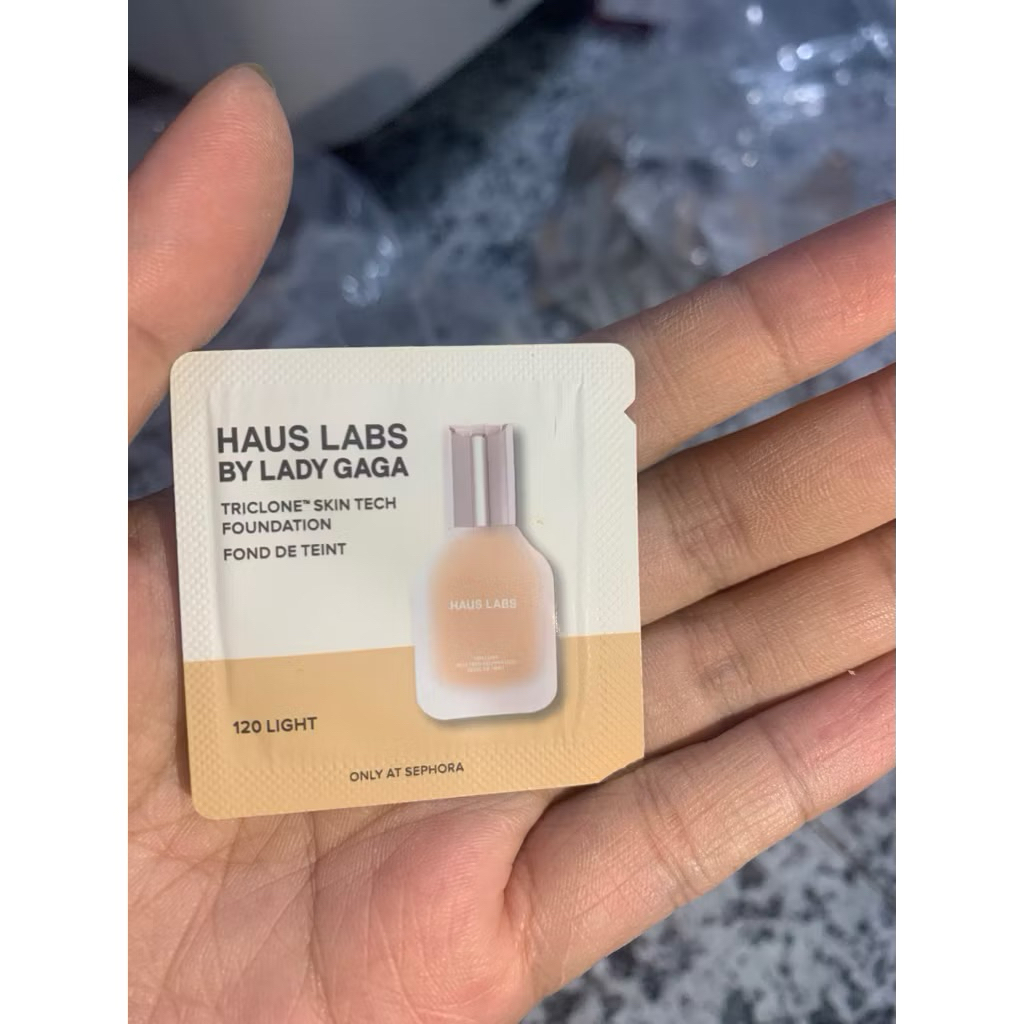 HAUS LABS
BY LADY GAGA
TRICLONE™ SKIN TECH
FOUNDATION
FOND DE TEINT
HAUS LABS
120 LIGHT
ONLY AT SEPHORA